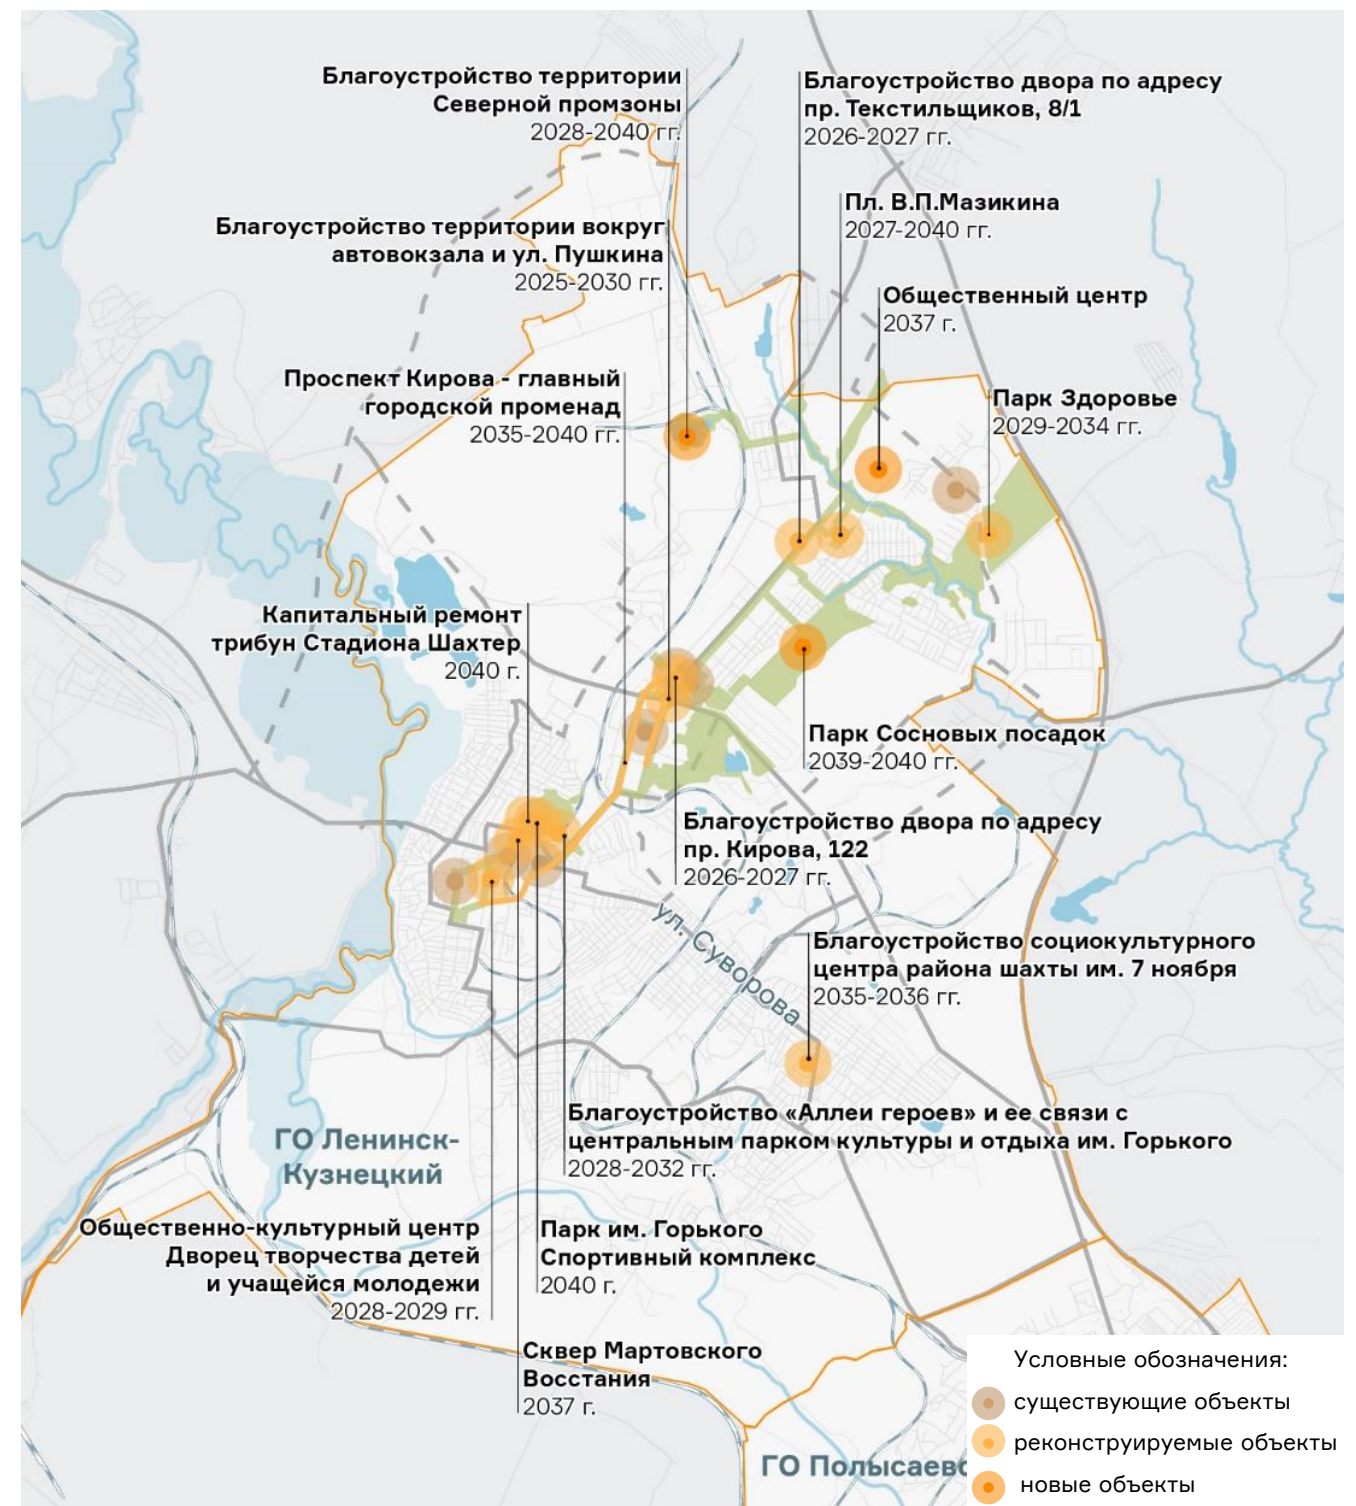 Благоустройство территории
Северной промзоны
2028-2040 гг.
Благоустройство двора по адресу
пр. Текстильщиков, 8/1
2026-2027 гг.
Пл. В.П.Мазикина
2027-2040 гг.
Благоустройство территории вокруг
автовокзала и ул. Пушкина
2025-2030 гг.
Общественный центр
2037 г.
Проспект Кирова - главный
городской променад
2035-2040 гг.
Парк Здоровье
2029-2034 гг.
Капитальный ремонт
трибун Стадиона Шахтер
2040 г.
Парк Сосновых посадок
2039-2040 гг.
Благоустройство двора по адресу
пр. Кирова, 122
2026-2027 гг.
ул. Суворова
Благоустройство социокультурного
центра района шахты им. 7 ноября
2035-2036 гг.
Благоустройство «Аллеи героев» и ее связи с
центральным парком культуры и отдыха им. Горького
2028-2032 гг.
ГО Ленинск-
Кузнецкий
Общественно-культурный центр
Дворец творчества детей
и учащейся молодежи
2028-2029 гг.
Парк им. Горького
Спортивный комплекс
2040 г.
Сквер Мартовского
Восстания
2037 г.
ГО Полысаево
Условные обозначения:
существующие объекты
реконструируемые объекты
новые объекты